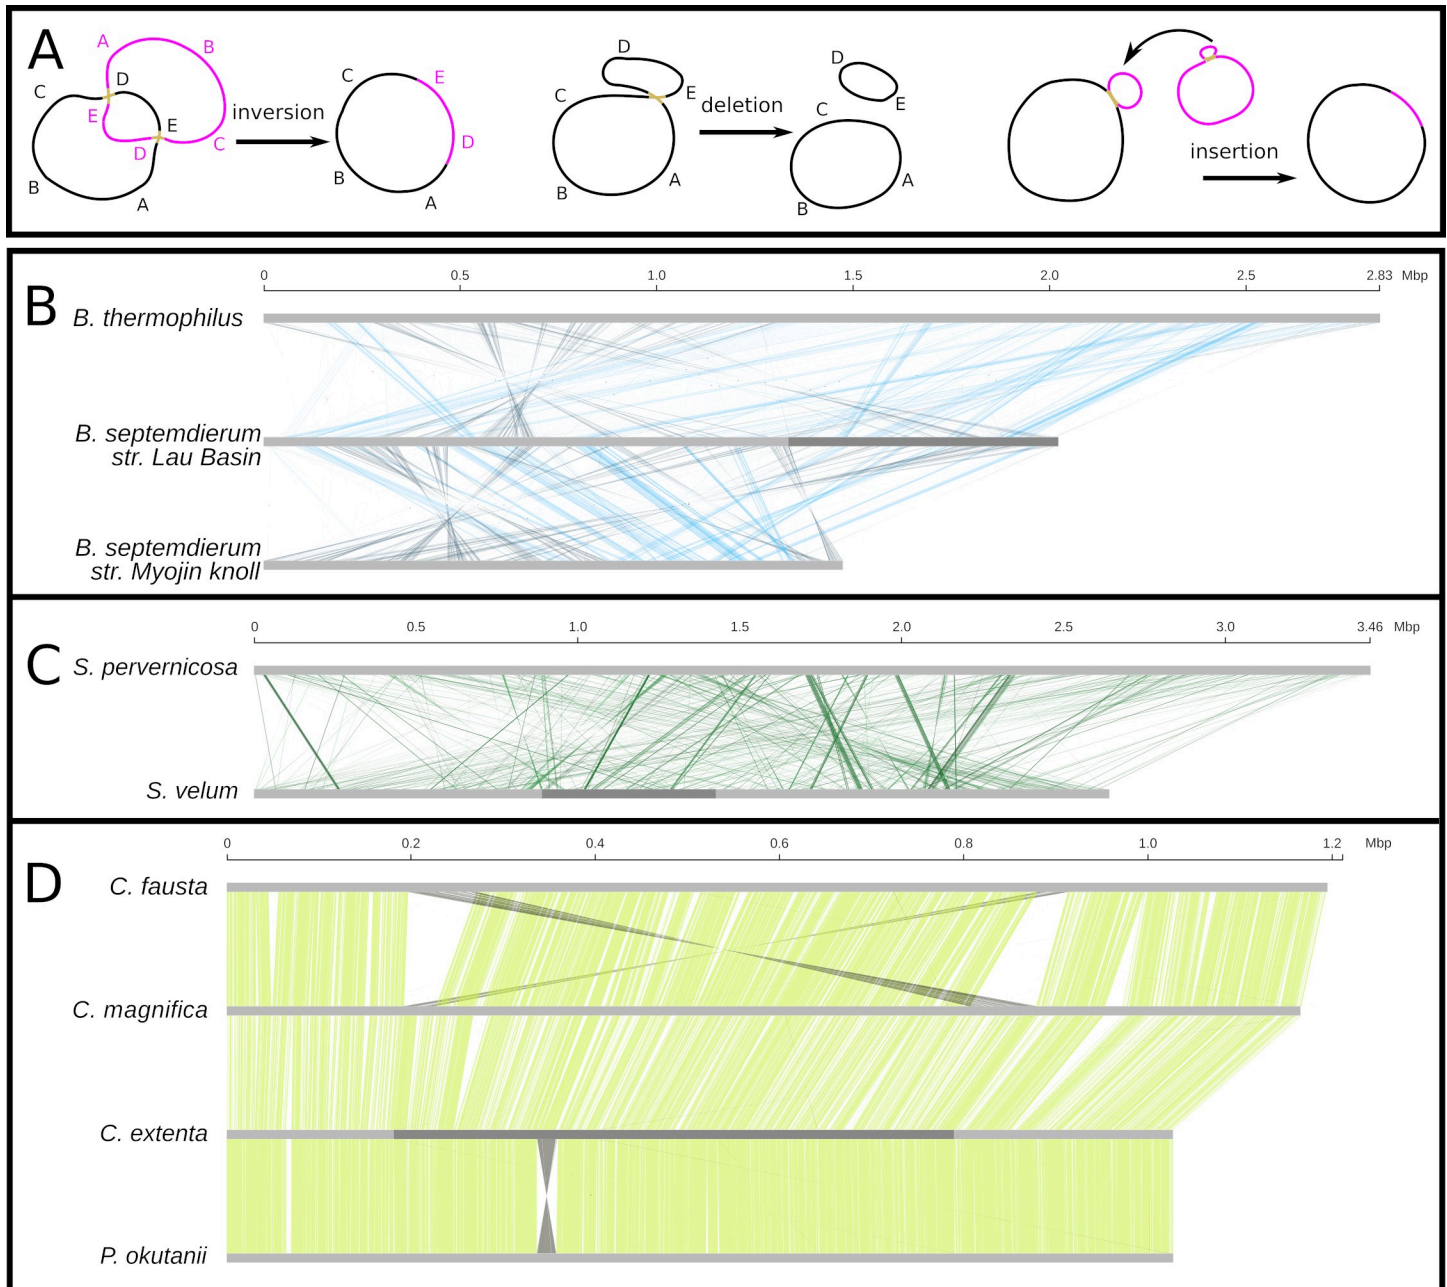 A
A B
C D
E E
D C
B A
inversion
C E
D
B A
D
C E
B A
deletion
D
E
C
A
B
insertion
B
0 0.5 1.0 1.5 2.0 2.5 2.83 Mbp
B. thermophilus
B. septemdierum
str. Lau Basin
B. septemdierum
str. Myojin knoll
C
0 0.5 1.0 1.5 2.0 2.5 3.0 3.46 Mbp
S. pervernicosa
S. velum
D
0 0.2 0.4 0.6 0.8 1.0 1.2 Mbp
C. fausta
C. magnifica
C. extenta
P. okutanii